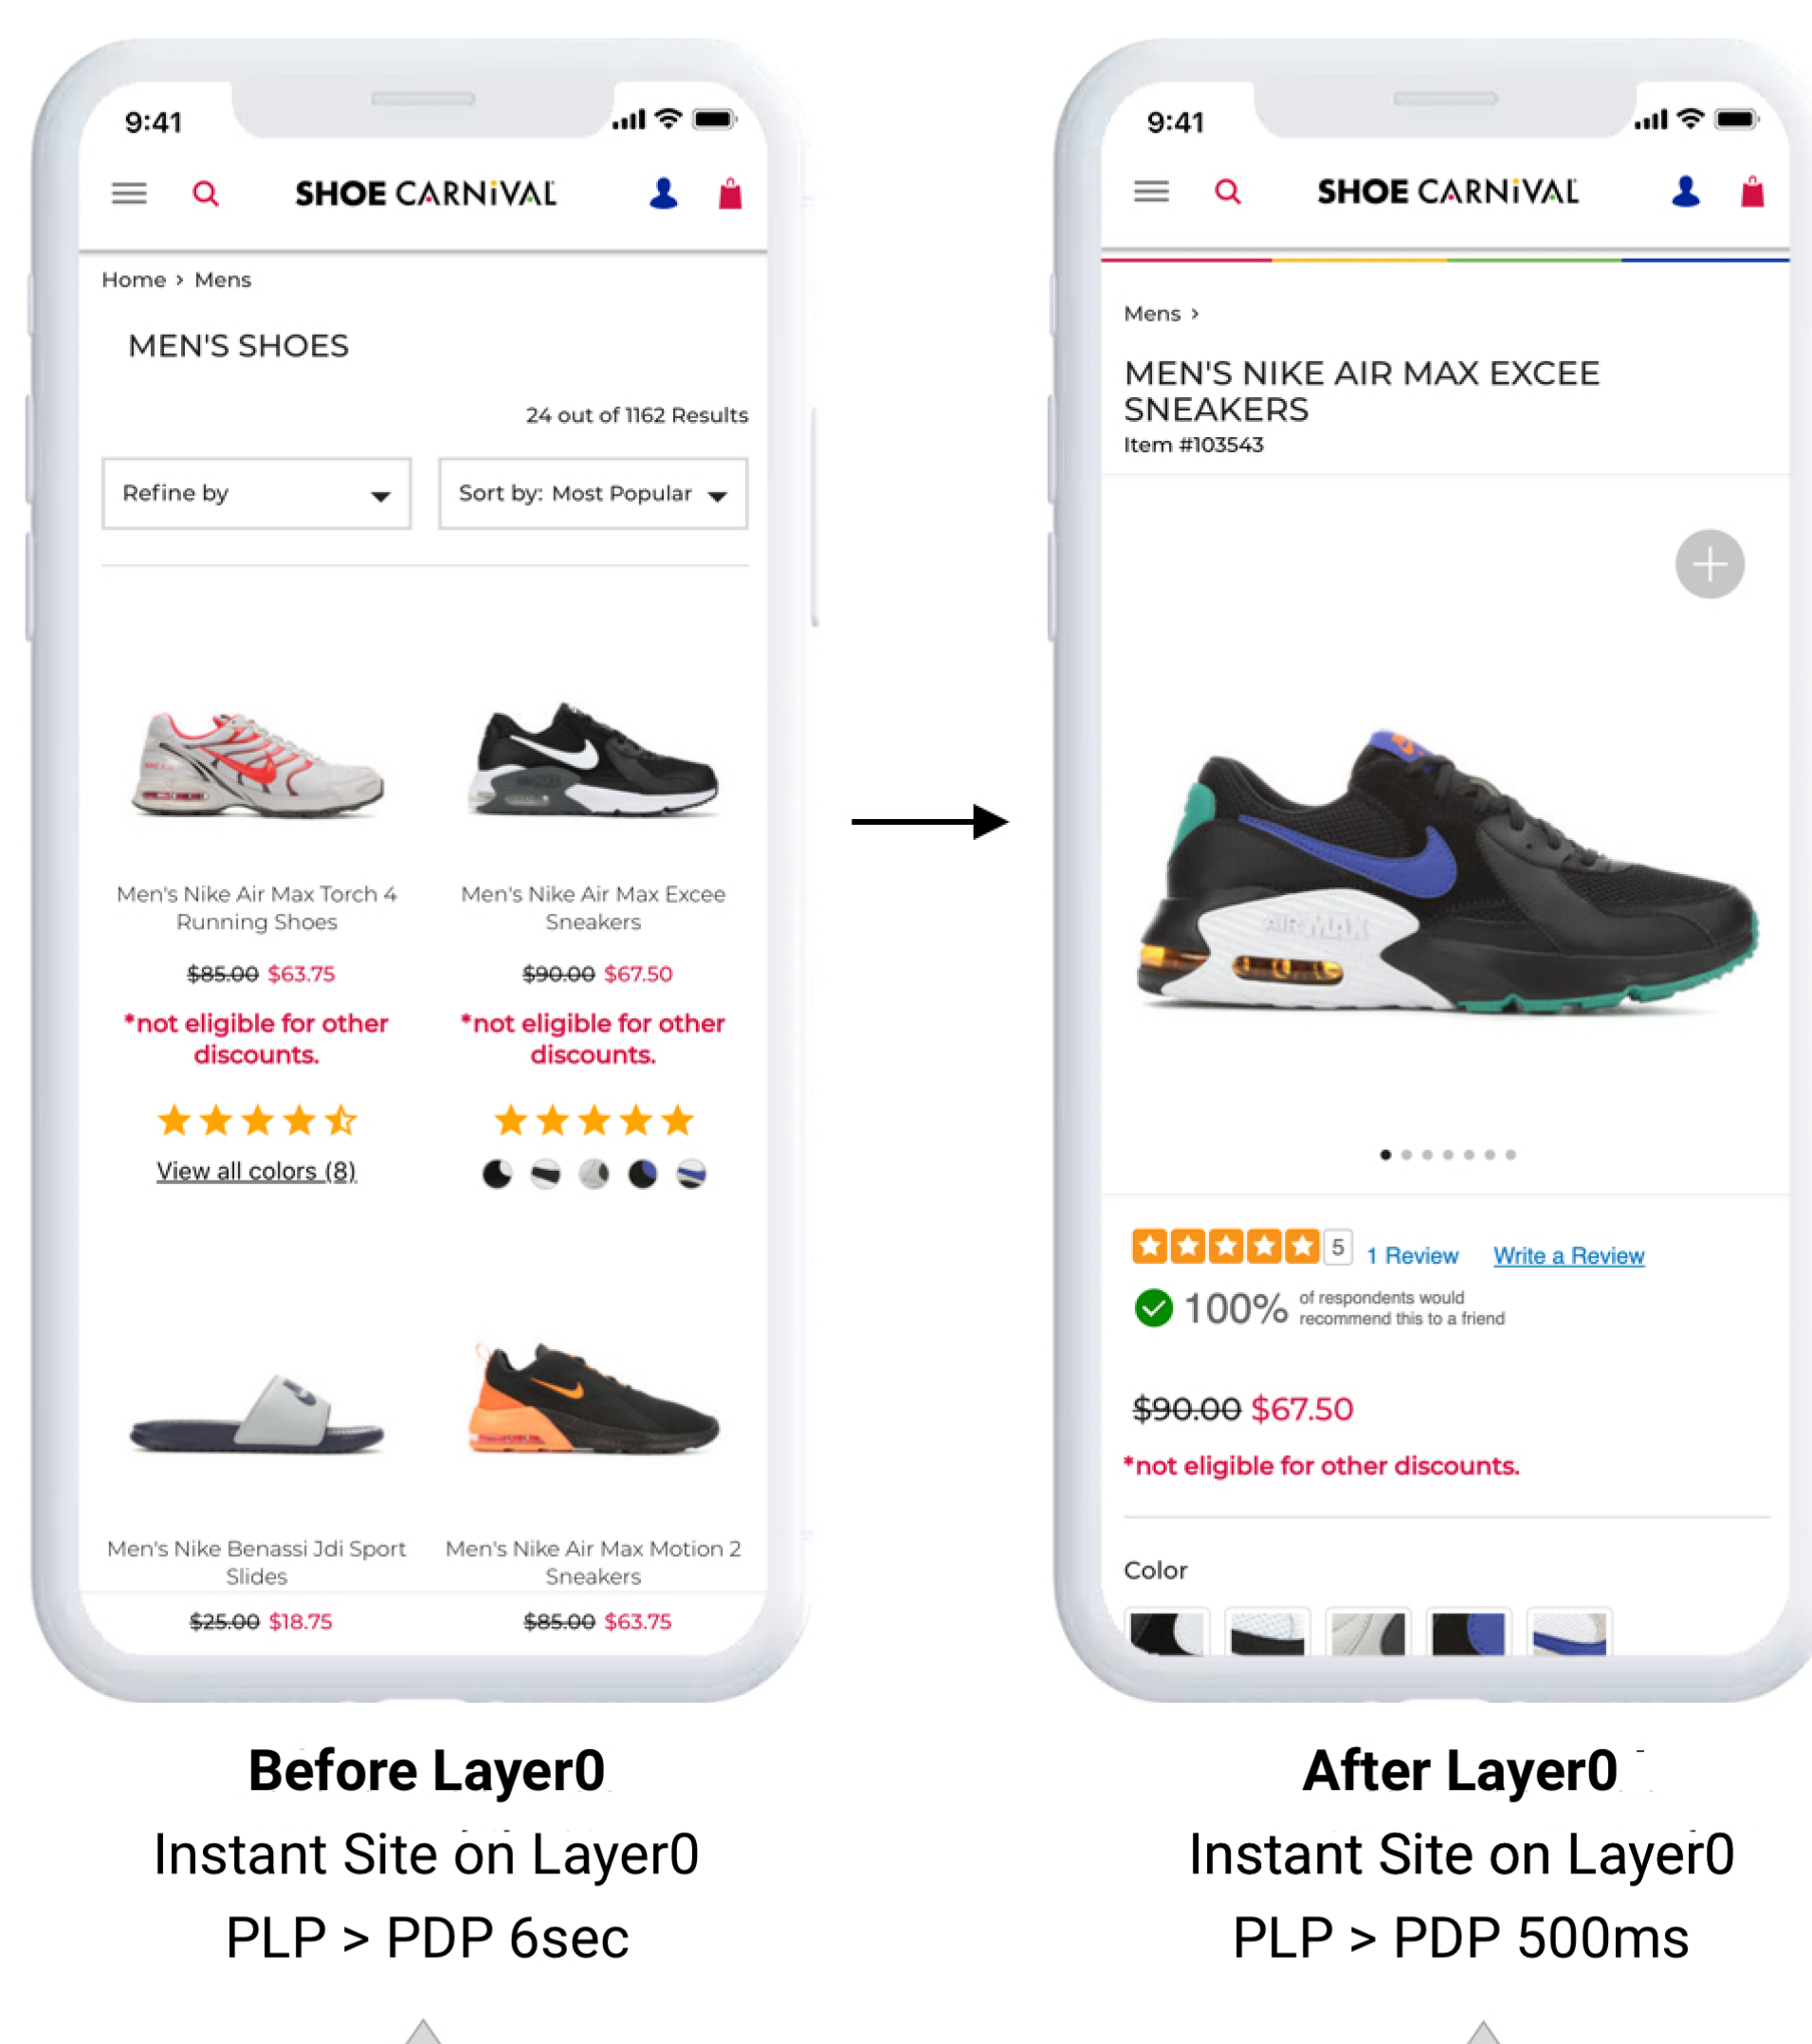 9:41
SHOE CARNiVAL
Home > Mens
MEN'S SHOES
24 out of 1162 Results
Refine by
Sort by: Most Popular
Men's Nike Air Max Torch 4
Running Shoes
$85.00 $63.75
*not eligible for other
discounts.
View all colors (8)
Men's Nike Air Max Excee
Sneakers
$90.00 $67.50
*not eligible for other
discounts.
Men's Nike Benassi Jdi Sport
Slides
$25.00 $18.75
Men's Nike Air Max Motion 2
Sneakers
$85.00 $63.75
Before Layer0
Instant Site on Layer0
PLP > PDP 6sec
9:41
SHOE CARNiVAL
Mens >
MEN'S NIKE AIR MAX EXCEE
SNEAKERS
Item #103543
AIR MAX
5 1 Review Write a Review
100% of respondents would
recommend this to a friend
$90.00 $67.50
*not eligible for other discounts.
Color
After Layer0
Instant Site on Layer0
PLP > PDP 500ms